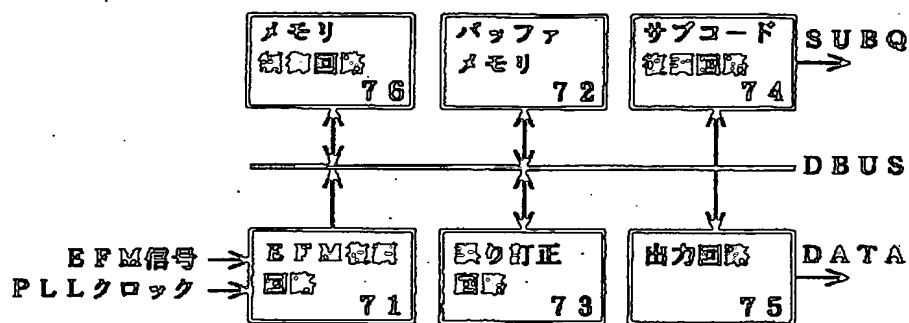 メモリ
制御回路
76
バッファ
メモリ
72
サブコード
復調回路
74
SUBQ
DBUS
EFM信号
PLLクロック
EFM復調
回路
71
誤り訂正
回路
73
出力回路
75
DATA